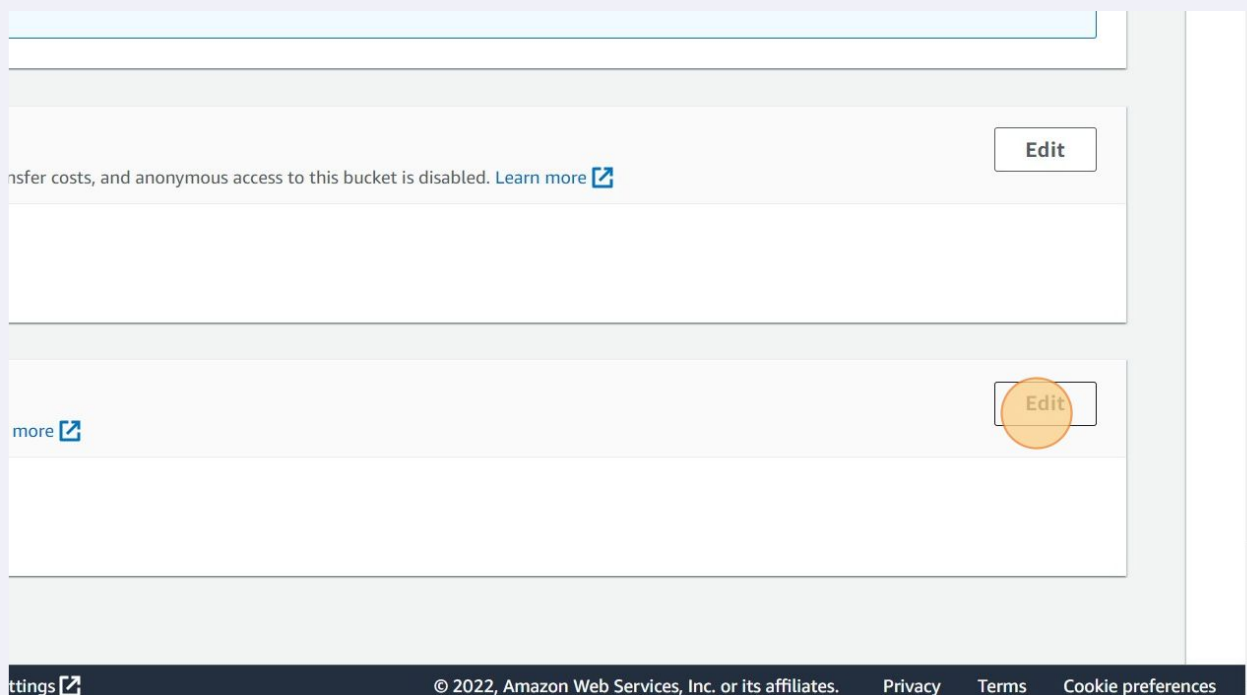 Edit
nsfer costs, and anonymous access to this bucket is disabled. Learn more
Edit
more
ttings © 2022, Amazon Web Services, Inc. or its affiliates. Privacy Terms Cookie preferences